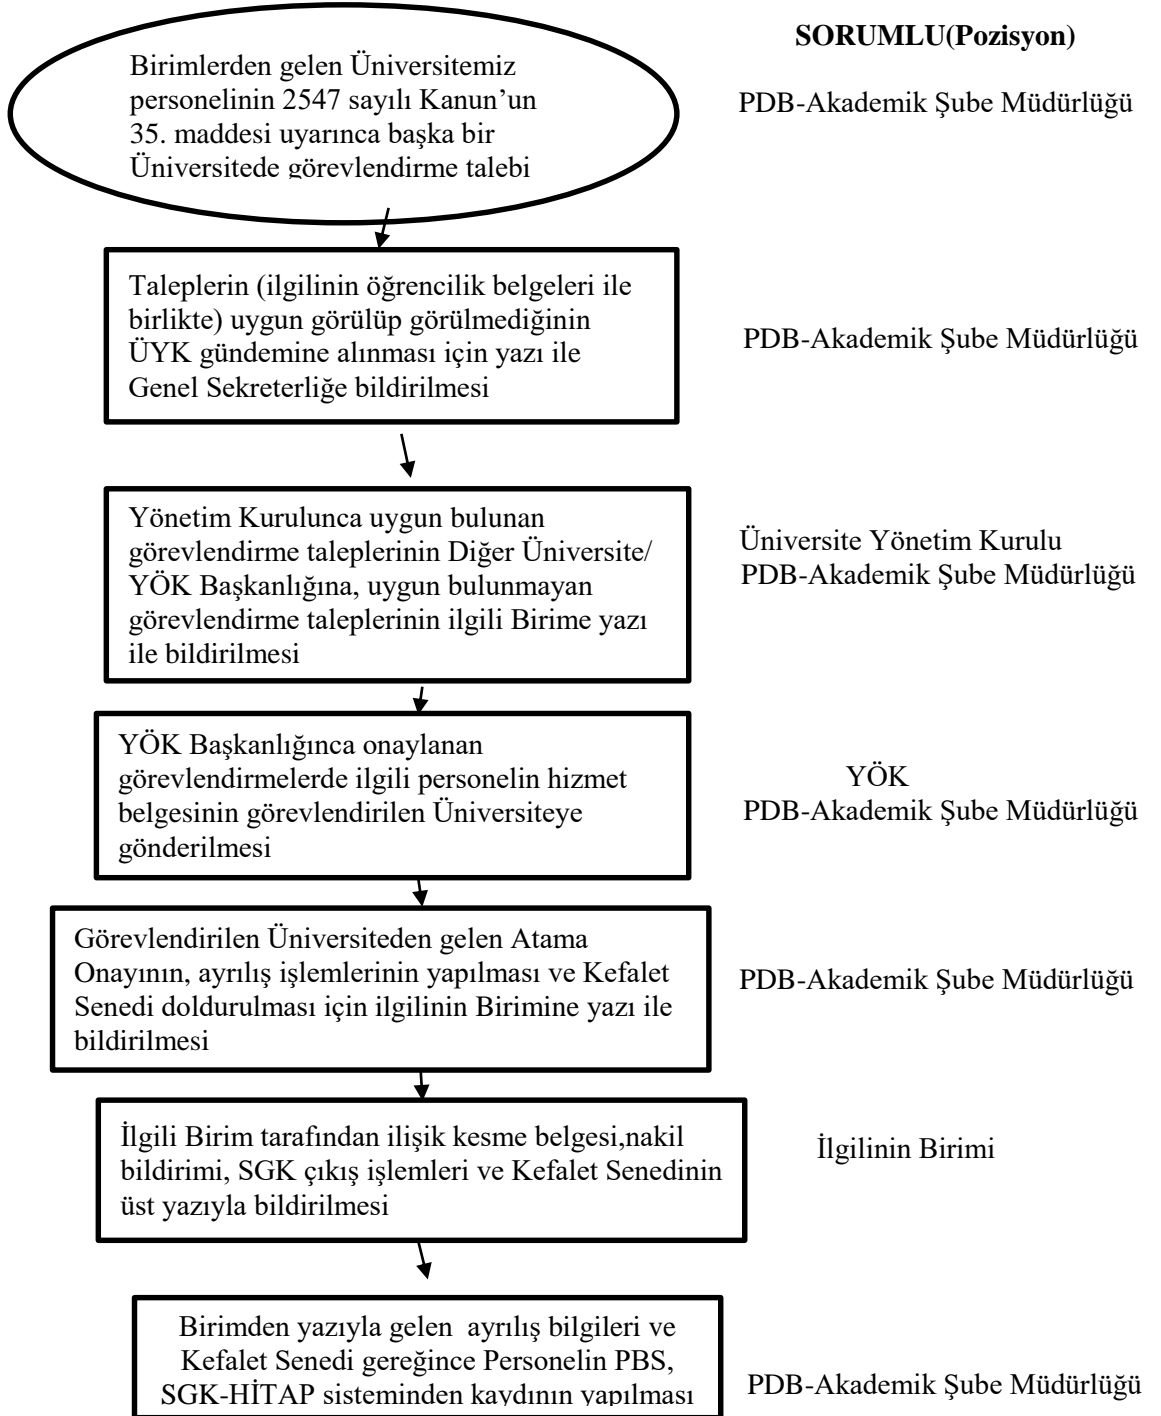 SORUMLU(Pozisyon)
Birimlerden gelen Üniversitemiz
personelinin 2547 sayılı Kanun’un
35. maddesi uyarınca başka bir
Üniversitede görevlendirme talebi
PDB-Akademik Şube Müdürlüğü
Taleplerin (ilgilinin öğrencilik belgeleri ile
birlikte) uygun görülüp görülmediğinin
ÜYK gündemine alınması için yazı ile
Genel Sekreterliğe bildirilmesi
PDB-Akademik Şube Müdürlüğü
Yönetim Kurulunca uygun bulunan
görevlendirme taleplerinin Diğer Üniversite/
YÖK Başkanlığına, uygun bulunmayan
görevlendirme taleplerinin ilgili Birime yazı
ile bildirilmesi
Üniversite Yönetim Kurulu
PDB-Akademik Şube Müdürlüğü
YÖK Başkanlığınca onaylanan
görevlendirmelerde ilgili personelin hizmet
belgesinin görevlendirilen Üniversiteye
gönderilmesi
YÖK
PDB-Akademik Şube Müdürlüğü
Görevlendirilen Üniversiteden gelen Atama
Onayının, ayrılış işlemlerinin yapılması ve Kefalet
Senedi doldurulması için ilgilinin Birimine yazı ile
bildirilmesi
PDB-Akademik Şube Müdürlüğü
İlgili Birim tarafından ilişik kesme belgesi,nakil
bildirimi, SGK çıkış işlemleri ve Kefalet Senedinin
üst yazıyla bildirilmesi
İlgilinin Birimi
Birimden yazıyla gelen  ayrılış bilgileri ve
Kefalet Senedi gereğince Personelin PBS,
SGK-HİTAP sisteminden kaydının yapılması
PDB-Akademik Şube Müdürlüğü